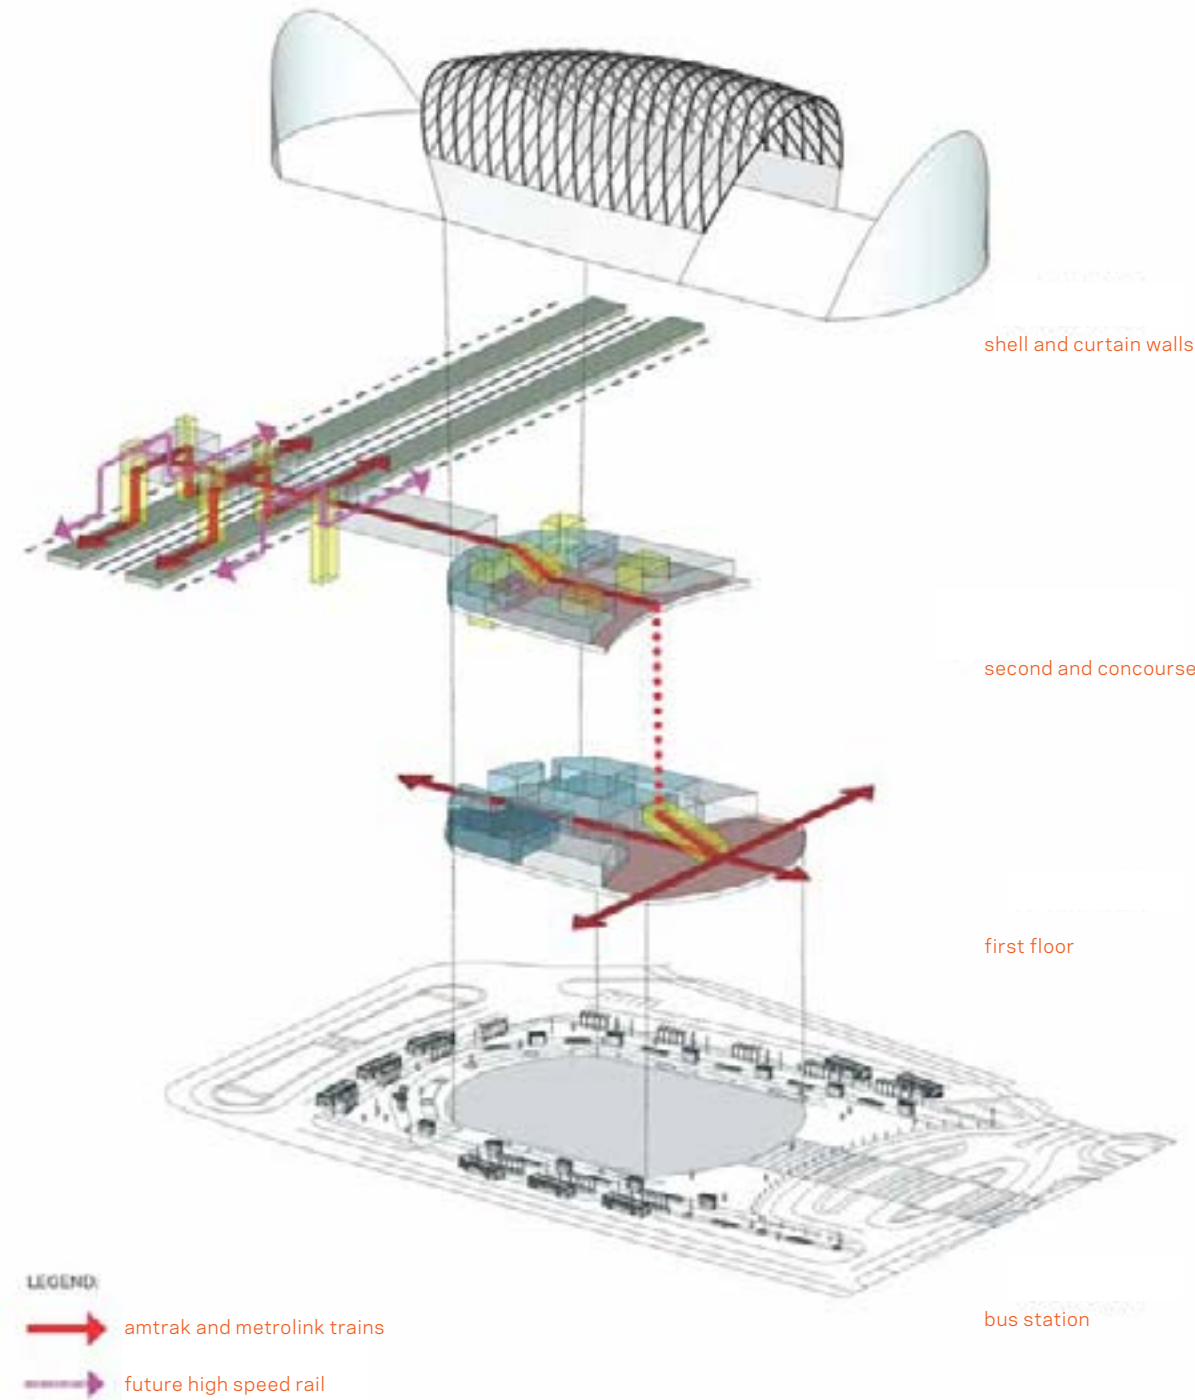 shell and curtain walls
second and concourse
first floor
bus station
LEGEND:
amtrak and metrolink trains
future high speed rail